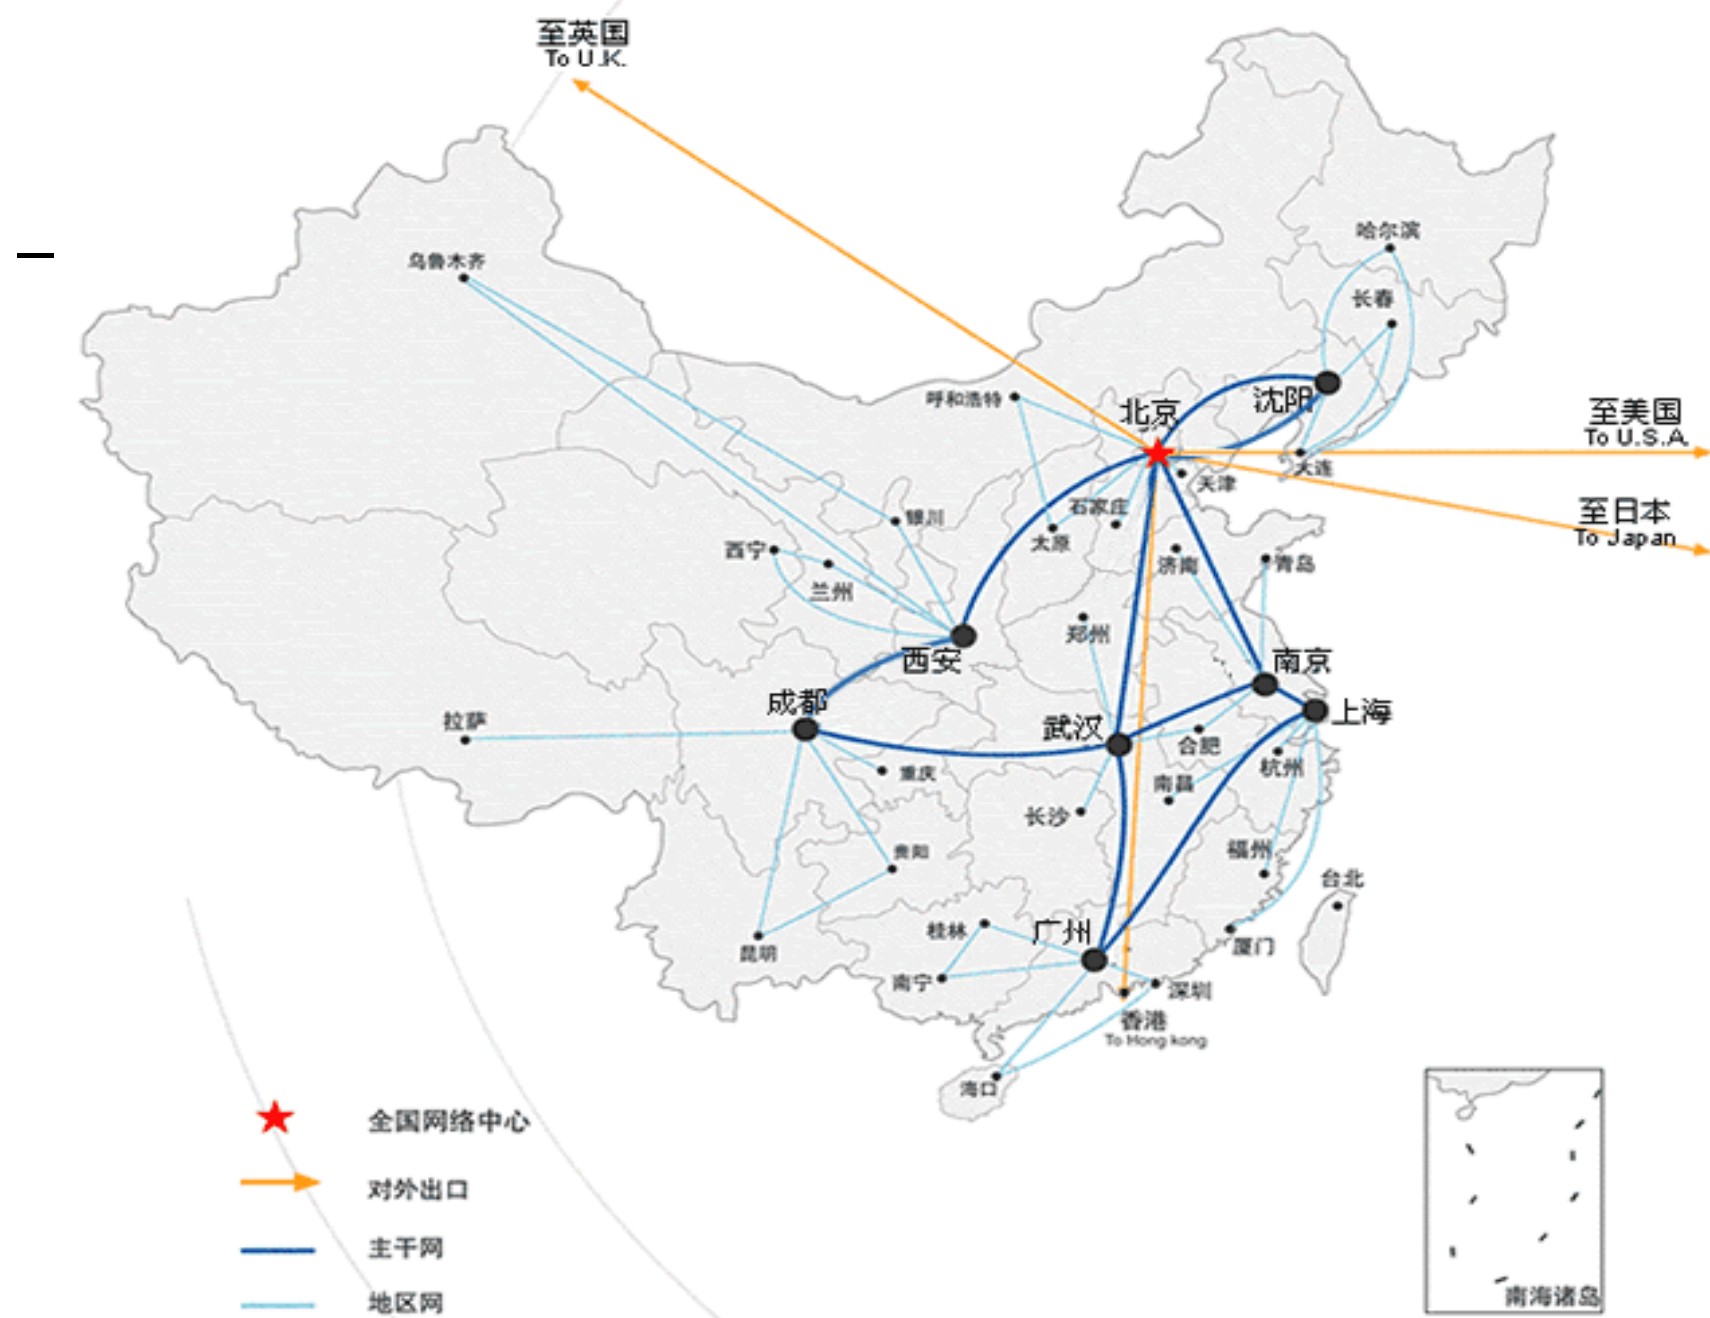 至英国
To U.K.
哈尔滨
乌鲁木齐
长春
呼和浩特
北京
沈阳
至美国
To U.S.A.
大连
天津
石家庄
银川
至日本
To Japan
太原
西宁
济南
青岛
兰州
郑州
西安
南京
成都
拉萨
武汉
上海
合肥
杭州
重庆
南昌
长沙
贵阳
福州
台北
桂林
广州
昆明
厦门
南宁
深圳
香港
To Hong kong
海口
全国网络中心
对外出口
主干网
地区网
南海诸岛